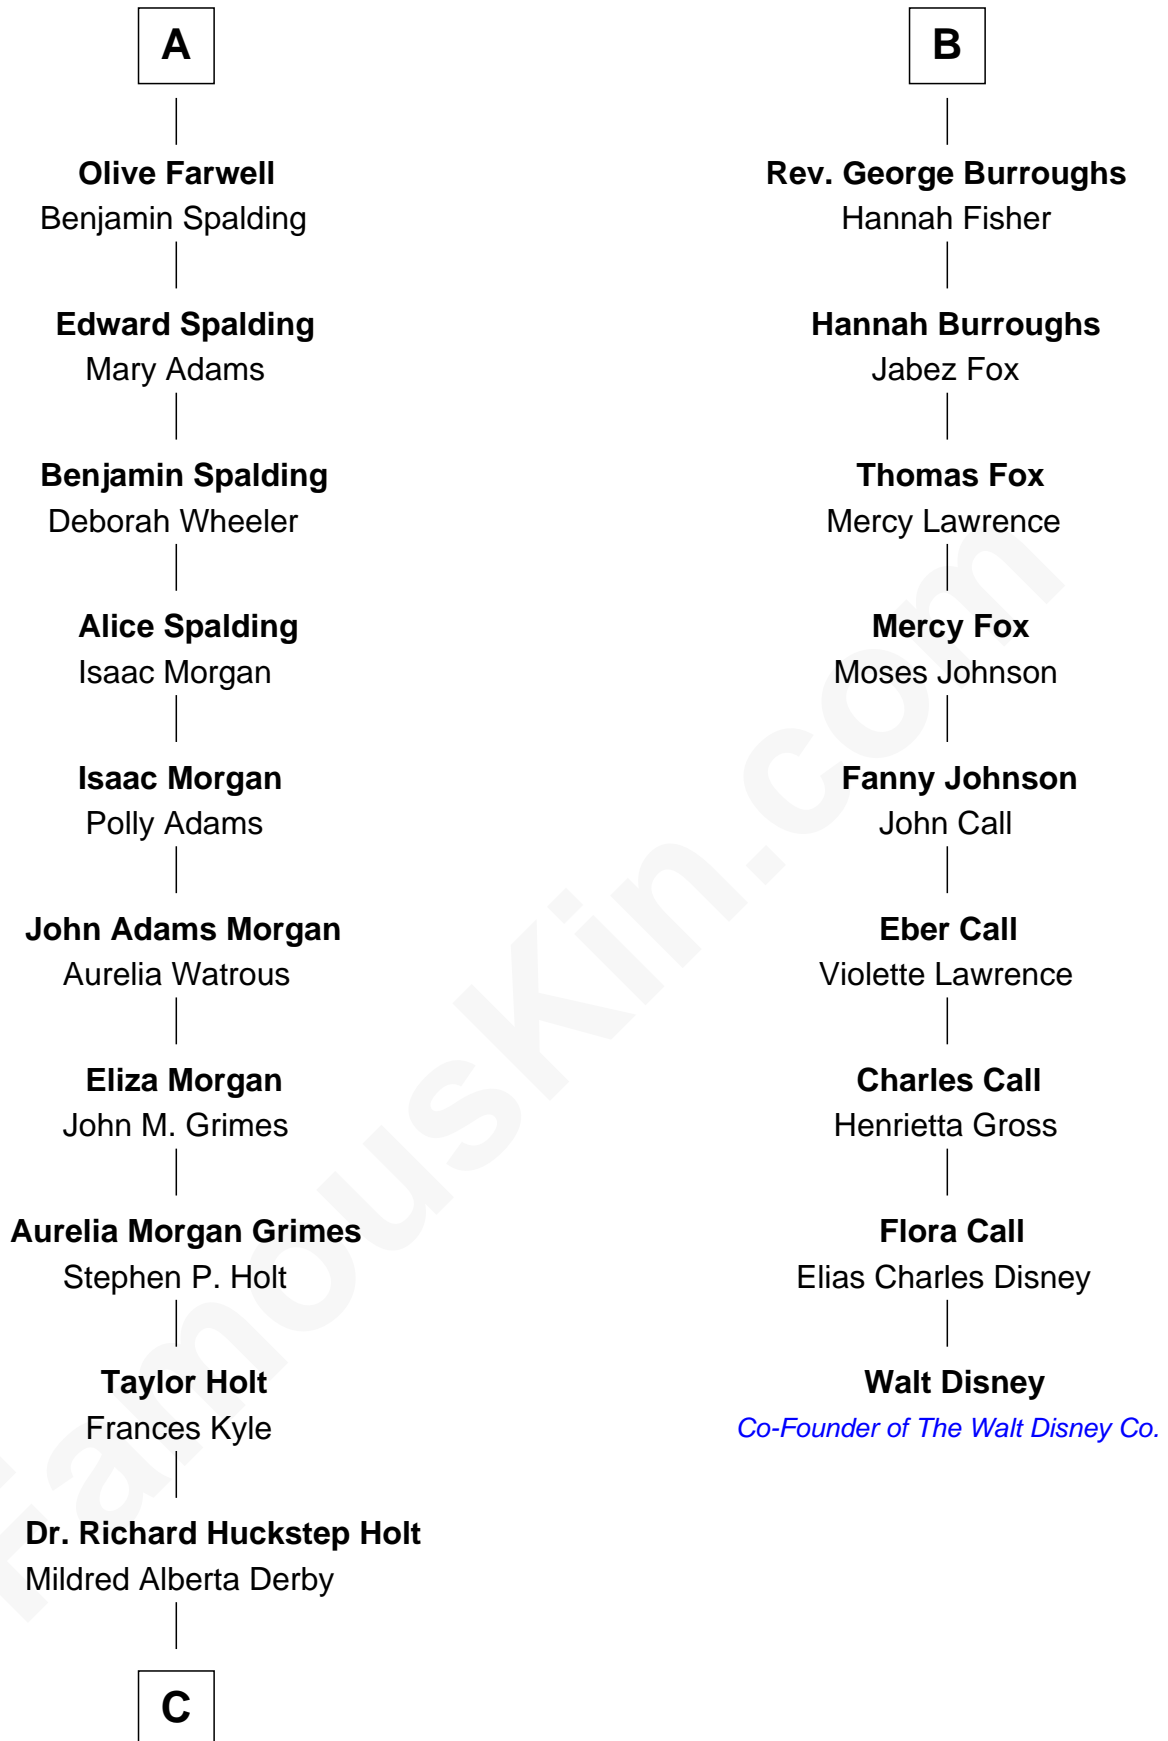 A
Olive Farwell
Benjamin Spalding
Edward Spalding
Mary Adams
Benjamin Spalding
Deborah Wheeler
Alice Spalding
Isaac Morgan
Isaac Morgan
Polly Adams
John Adams Morgan
Aurelia Watrous
Eliza Morgan
John M. Grimes
Aurelia Morgan Grimes
Stephen P. Holt
Taylor Holt
Frances Kyle
Dr. Richard Huckstep Holt
Mildred Alberta Derby
C
B
Rev. George Burroughs
Hannah Fisher
Hannah Burroughs
Jabez Fox
Thomas Fox
Mercy Lawrence
Mercy Fox
Moses Johnson
Fanny Johnson
John Call
Eber Call
Violette Lawrence
Charles Call
Henrietta Gross
Flora Call
Elias Charles Disney
Walt Disney
Co-Founder of The Walt Disney Co.
FamousKin.com